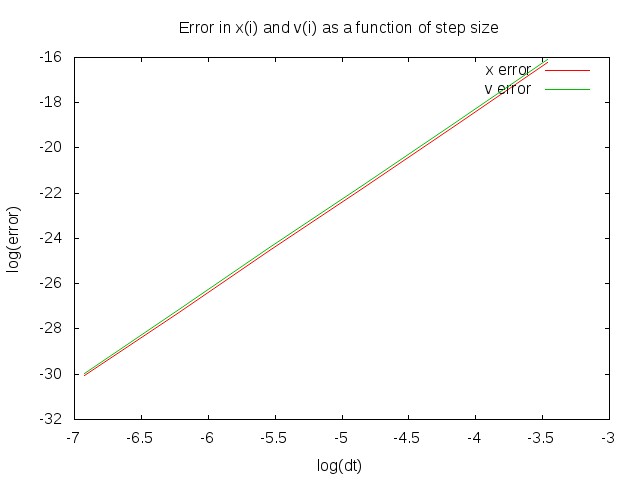 Error in x(i) and v(i) as a function of step size
-16
x error
v error
-18
-20
-22
-24
-26
-28
-30
-32
log(error)
-7 -6.5 -6 -5.5 -5 -4.5 -4 -3.5 -3
log(dt)